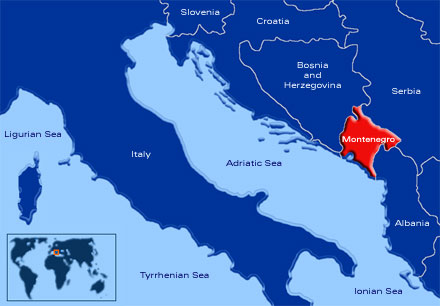 Slovenia
Croatia
Bosnia
and
Herzegovina
Serbia
Ligurian Sea
Montenegro
Italy
Adriatic Sea
Albania
Tyrrhenian Sea
Ionian Sea